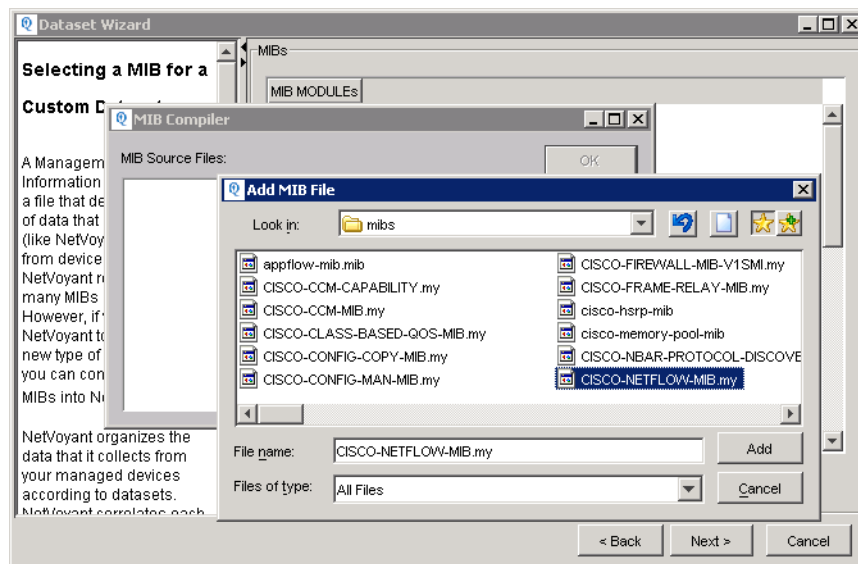 Dataset Wizard
Selecting a MIB for a
Custom
A Managem
Information
a file that de
of data that
(like NetVoy
from device
NetVoyant r
many MIBs
However, if
NetVoyant t
new type of
you can con
MIBs into N
NetVoyant organizes the
data that it collects from
your managed devices
according to datasets.
NetVoyant correlates each
MIBs
MIB MODULEs
MIB Compiler
MIB Source Files:
OK
Add MIB File
Look in:
mibs
appflow-mib.mib
CISCO-CCM-CAPABILITY.my
CISCO-CCM-MIB.my
CISCO-CLASS-BASED-QOS-MIB.my
CISCO-CONFIG-COPY-MIB.my
CISCO-CONFIG-MAN-MIB.my
CISCO-FIREWALL-MIB-V1SMI.my
CISCO-FRAME-RELAY-MIB.my
cisco-hsrp-mib
cisco-memory-pool-mib
CISCO-NBAR-PROTOCOL-DISCOVE
CISCO-NETFLOW-MIB.my
File name:
CISCO-NETFLOW-MIB.my
Add
Files of type:
All Files
Cancel
< Back
Next >
Cancel